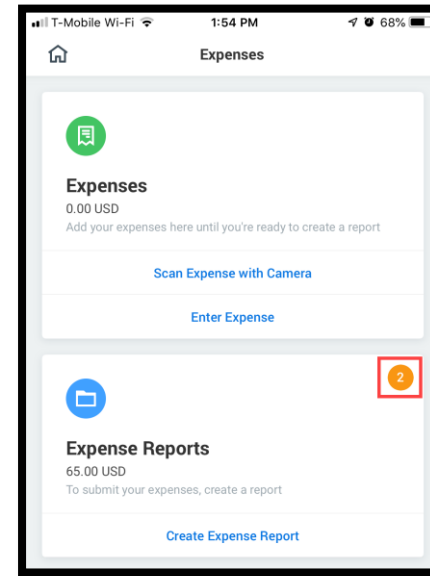 T-Mobile Wi-Fi 1:54 PM 68%
Expenses
Expenses
0.00 USD
Add your expenses here until you're ready to create a report
Scan Expense with Camera
Enter Expense
2
Expense Reports
65.00 USD
To submit your expenses, create a report
Create Expense Report